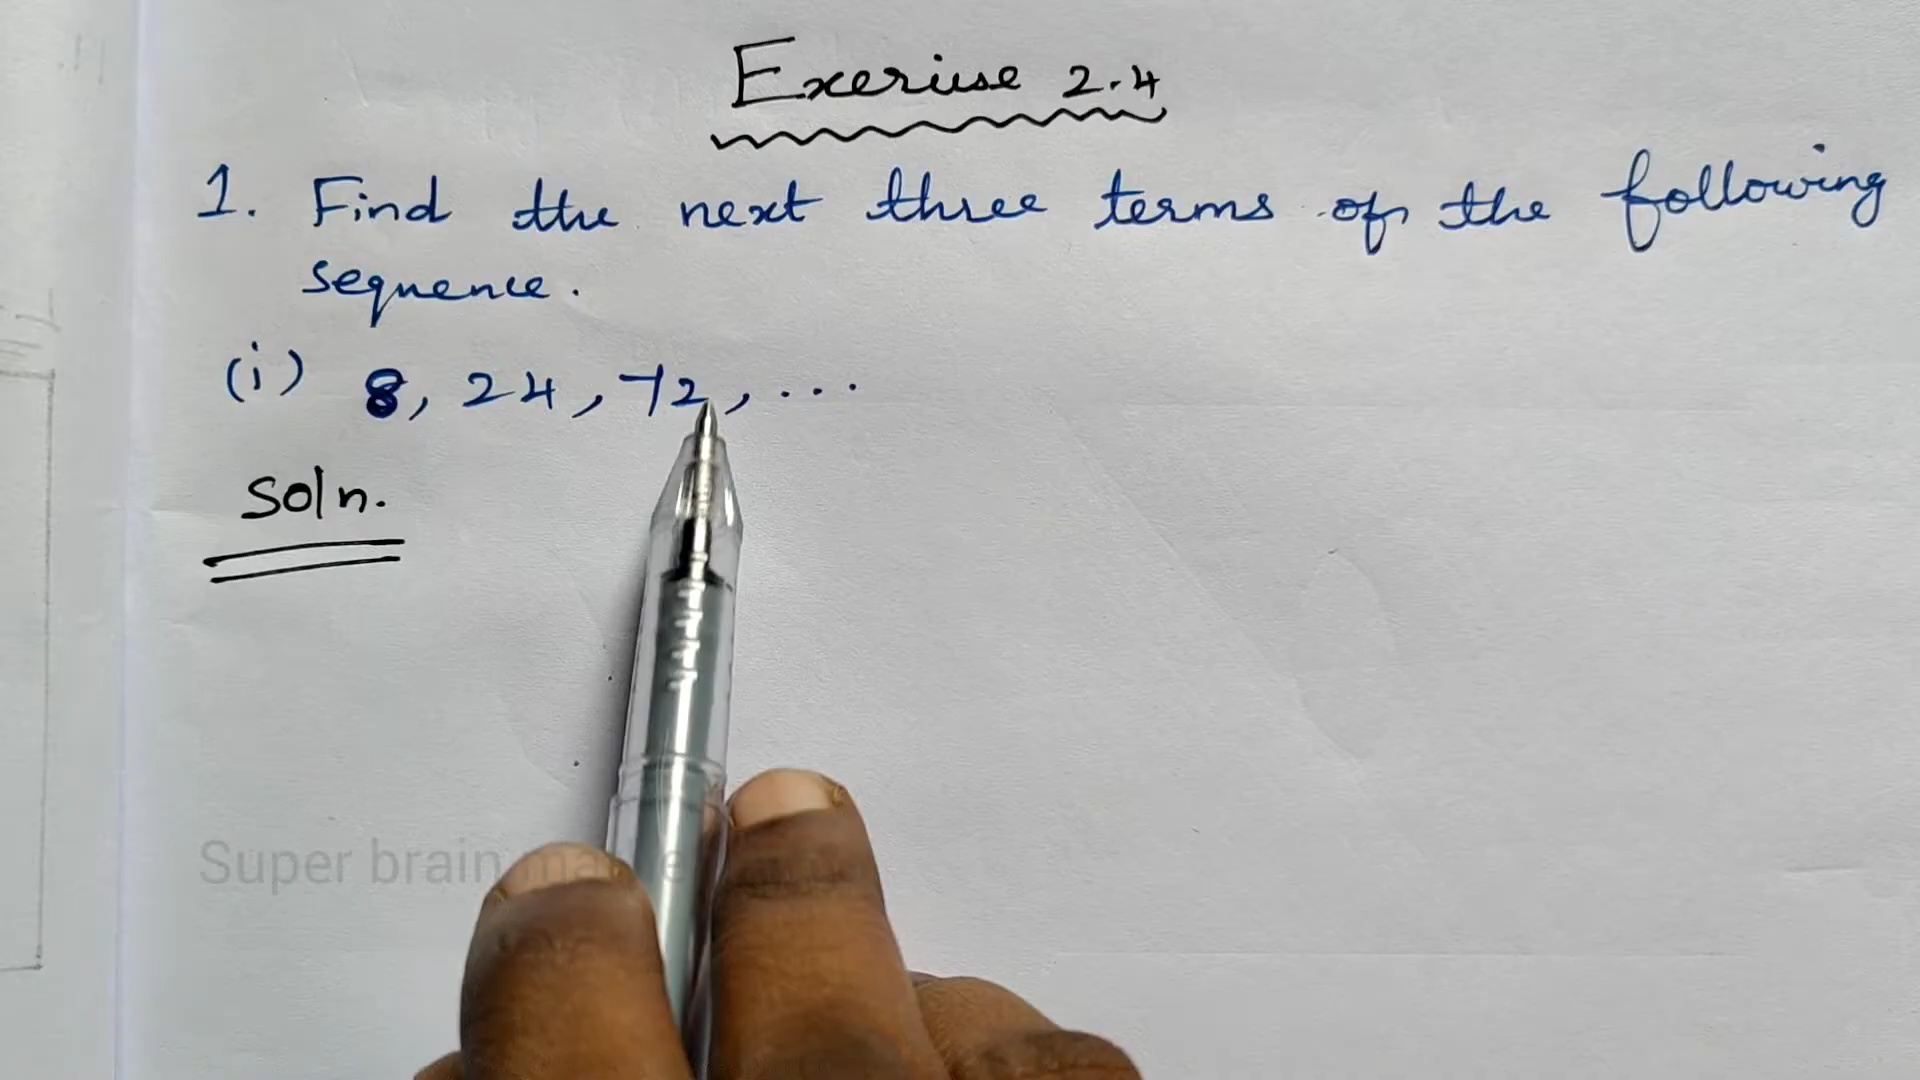 Exercise 2.4
1. Find the next three terms of the following
sequence.
(i) 8, 24, 72, ...
Soln.
Super brain